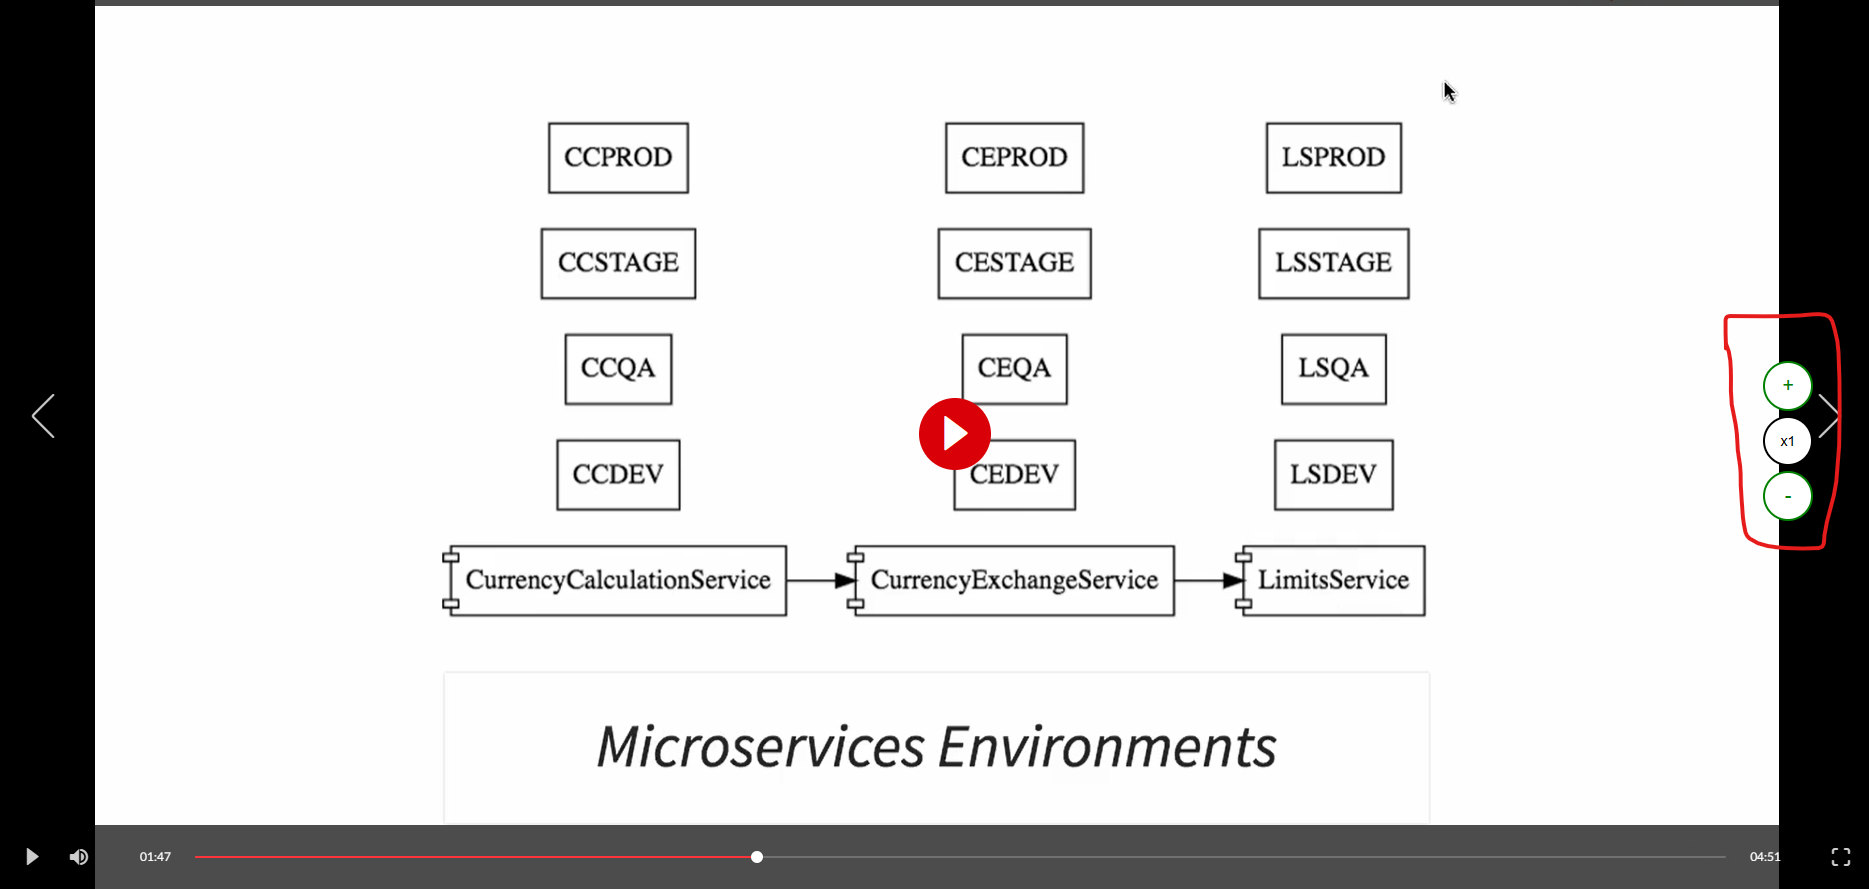 CCPROD CEPROD LSPROD
CCSTAGE CESTAGE LSSTAGE
CCQA CEQA LSQA
+
x1
CCDEV CEDEV LSDEV
-
CurrencyCalculationService CurrencyExchangeService LimitsService
Microservices Environments
01:47 04:51